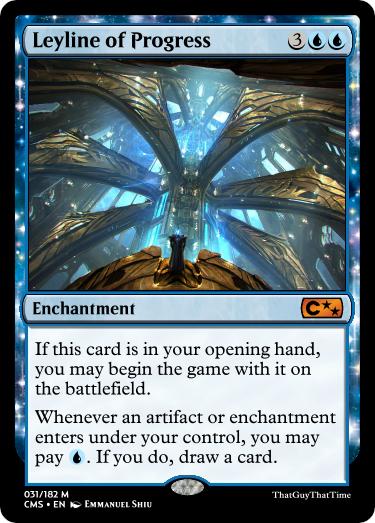 Leyline of Progress 3
Enchantment C
If this card is in your opening hand,
you may begin the game with it on
the battlefield.
Whenever an artifact or enchantment
enters under your control, you may
pay . If you do, draw a card.
031/182 M
CMS • EN Emmanuel Shiu
ThatGuyThatTime